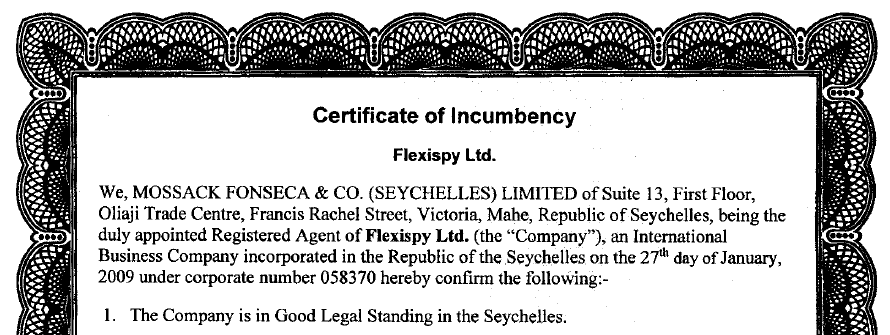 Certificate of Incumbency
Flexispy Ltd.
We, MOSSACK FONSECA & CO. (SEYCHELLES) LIMITED of Suite 13, First Floor,
Oliaji Trade Centre, Francis Rachel Street, Victoria, Mahe, Republic of Seychelles, being the
duly appointed Registered Agent of Flexispy Ltd. (the “Company”), an International
Business Company incorporated in the Republic of the Seychelles on the 27th day of January,
2009 under corporate number 058370 hereby confirm the following:-
1. The Company is in Good Legal Standing in the Seychelles.